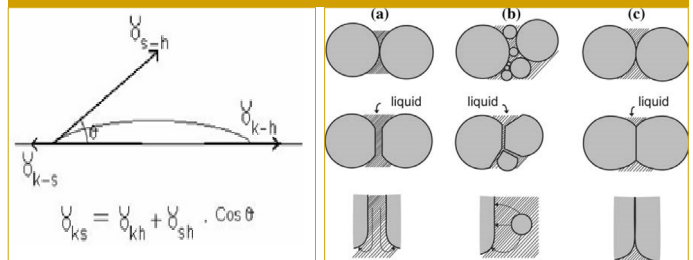 γs-h
γk-h
θ
γk-s
γks = γkh + γsh . Cos θ
(a) (b) (c)
liquid liquid liquid